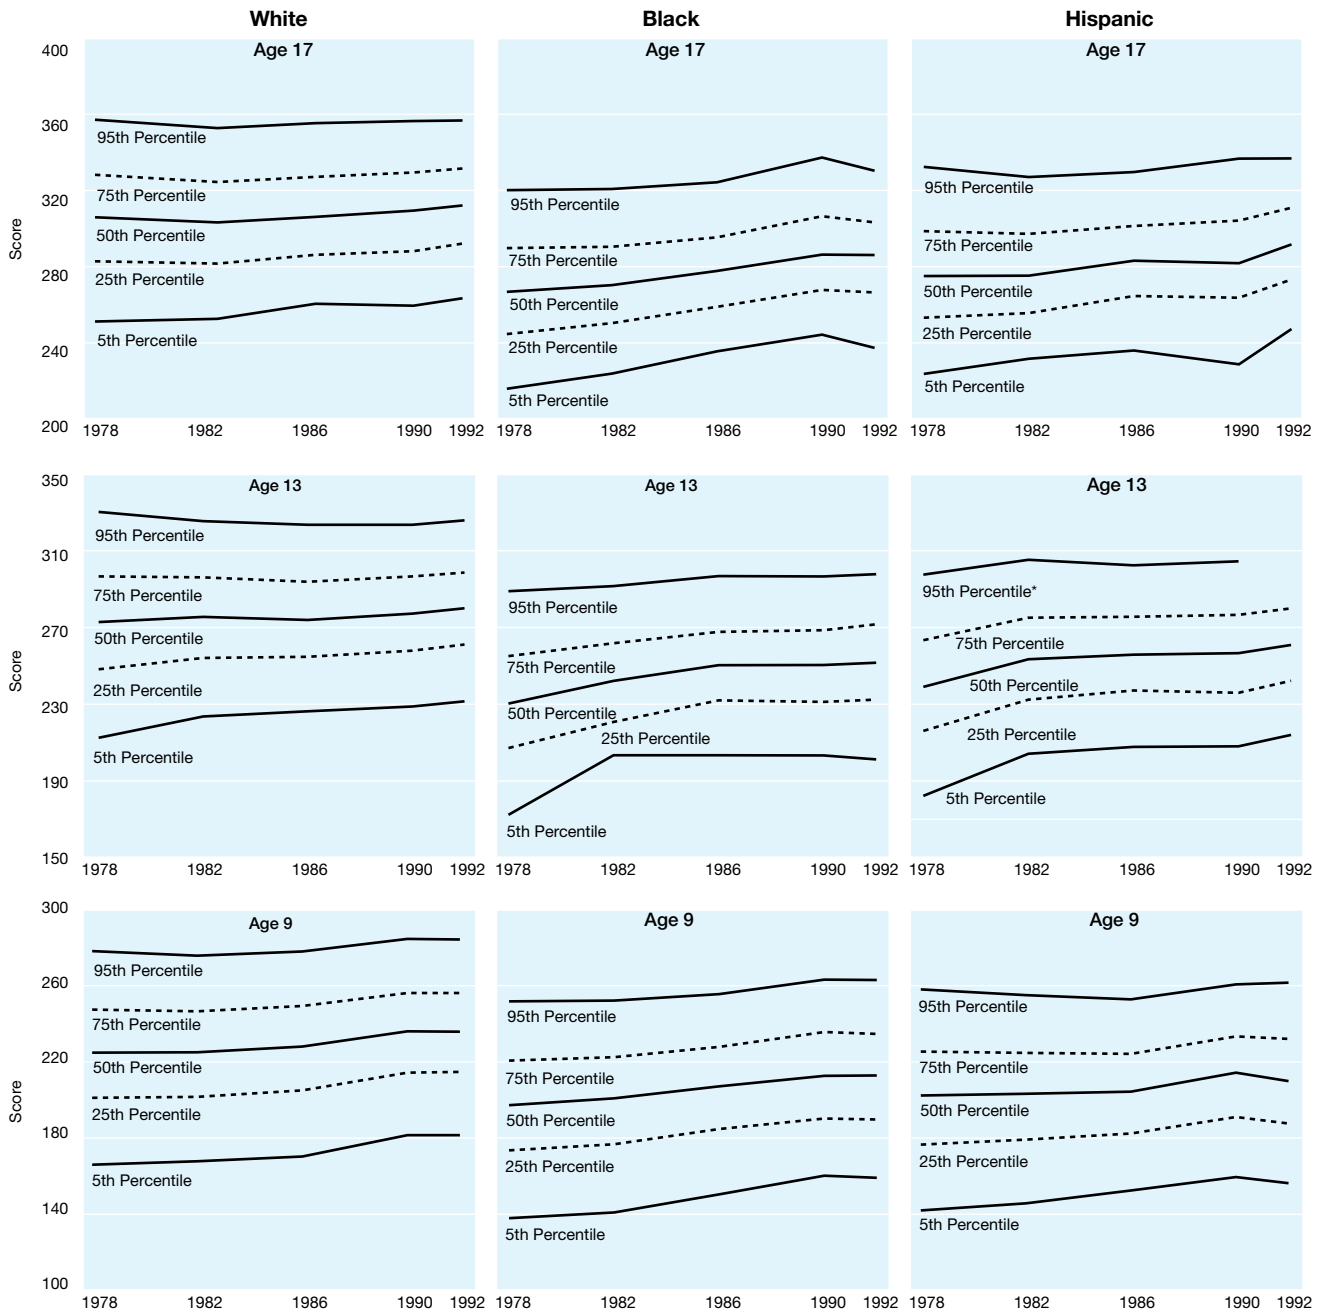 White Black Hispanic
Age 17 Age 17 Age 17
400
360
320
280
240
200
Score
95th Percentile
75th Percentile
50th Percentile
25th Percentile
5th Percentile
95th Percentile
75th Percentile
50th Percentile
25th Percentile
5th Percentile
95th Percentile
75th Percentile
50th Percentile
25th Percentile
5th Percentile
1978 1982 1986 1990 1992 1978 1982 1986 1990 1992 1978 1982 1986 1990 1992
Age 13 Age 13 Age 13
350
310
270
230
190
150
Score
95th Percentile
75th Percentile
50th Percentile
25th Percentile
5th Percentile
95th Percentile
75th Percentile
50th Percentile
25th Percentile
5th Percentile
95th Percentile*
75th Percentile
50th Percentile
25th Percentile
5th Percentile
1978 1982 1986 1990 1992 1978 1982 1986 1990 1992 1978 1982 1986 1990 1992
Age 9 Age 9 Age 9
300
260
220
180
140
100
Score
95th Percentile
75th Percentile
50th Percentile
25th Percentile
5th Percentile
95th Percentile
75th Percentile
50th Percentile
25th Percentile
5th Percentile
95th Percentile
75th Percentile
50th Percentile
25th Percentile
5th Percentile
1978 1982 1986 1990 1992 1978 1982 1986 1990 1992 1978 1982 1986 1990 1992